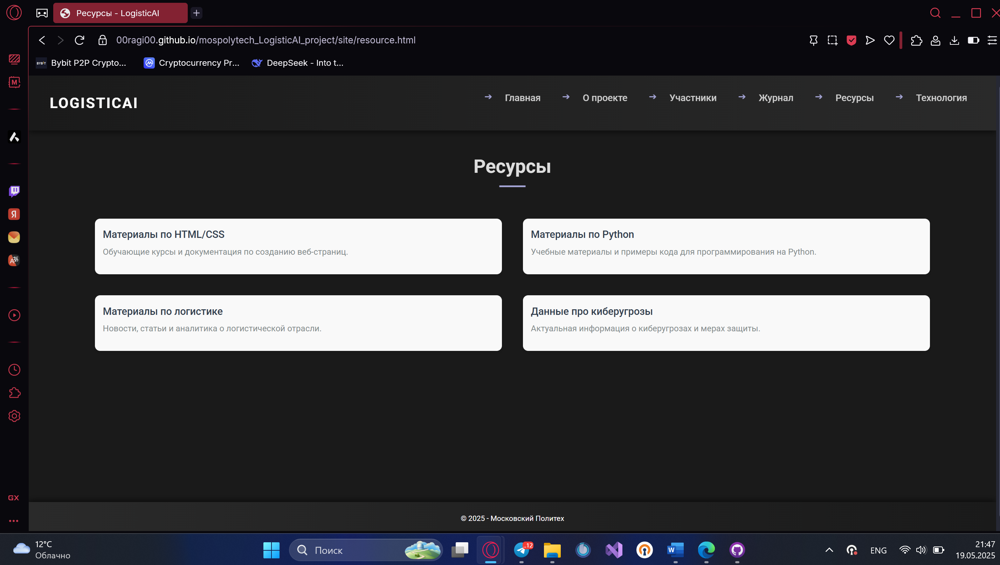 Ресурсы - LogisticAI
00ragi00.github.io/mospolytech_LogisticAI_project/site/resource.html
BYBIT Bybit P2P Crypto... Cryptocurrency Pr... DeepSeek - Into t...
M
LOGISTICAI
➔ Главная ➔ О проекте ➔ Участники ➔ Журнал ➔ Ресурсы ➔ Технология
Ресурсы
Я
Материалы по HTML/CSS
Обучающие курсы и документация по созданию веб-страниц.
Материалы по Python
Учебные материалы и примеры кода для программирования на Python.
Материалы по логистике
Новости, статьи и аналитика о логистической отрасли.
Данные про киберугрозы
Актуальная информация о киберугрозах и мерах защиты.
GX
© 2025 - Московский Политех
12°C
Облачно
Поиск
..12
W
ENG
21:47
19.05.2025